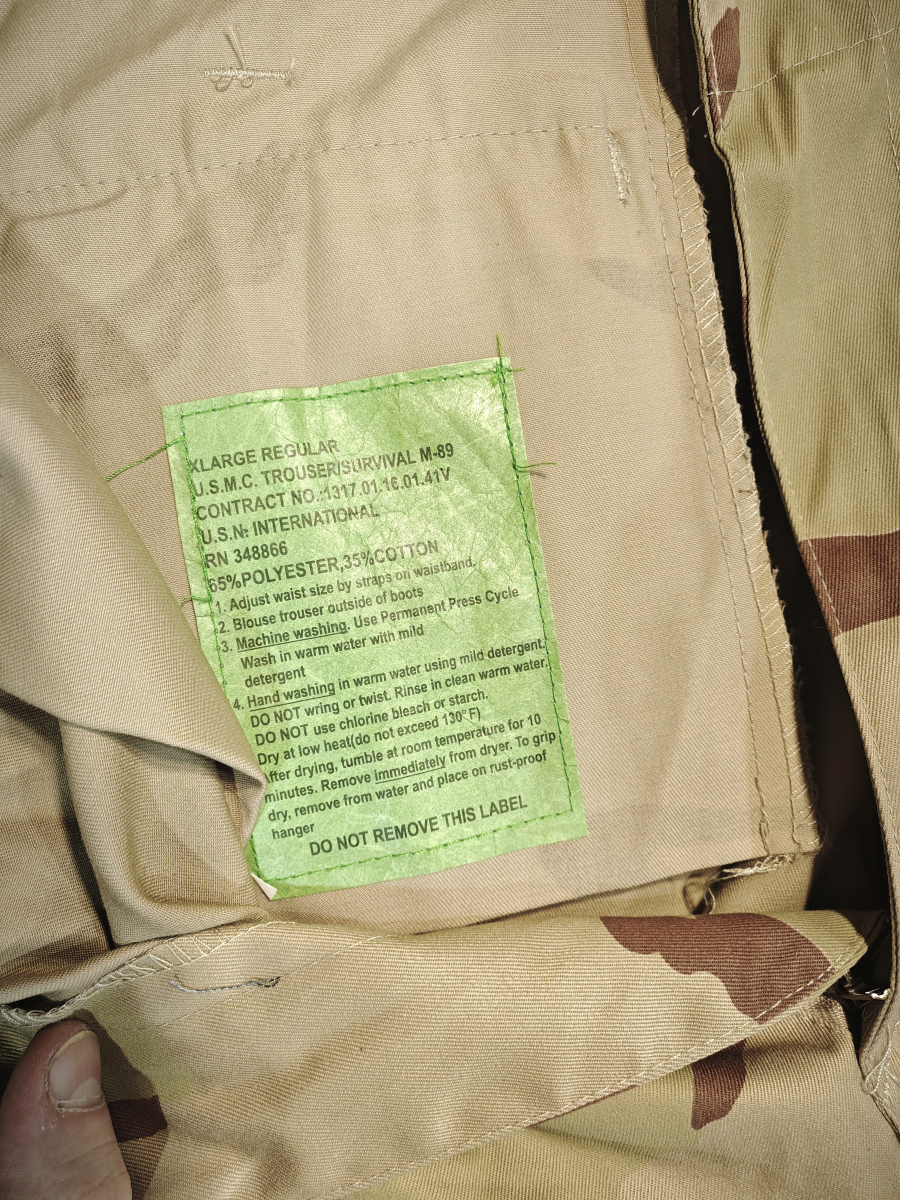 XLARGE REGULAR
U.S.M.C. TROUSER/SURVIVAL M-89
CONTRACT NO.:1317.01.16.01.41V
U.S.№ INTERNATIONAL
RN 348866
65%POLYESTER,35%COTTON
1. Adjust waist size by straps on waistband.
2. Blouse trouser outside of boots
3. Machine washing. Use Permanent Press Cycle
Wash in warm water with mild
detergent
4. Hand washing in warm water using mild detergent.
DO NOT wring or twist. Rinse in clean warm water.
DO NOT use chlorine bleach or starch.
Dry at low heat(do not exceed 130° F)
After drying, tumble at room temperature for 10
minutes. Remove immediately from dryer. To grip
dry, remove from water and place on rust-proof
hanger
DO NOT REMOVE THIS LABEL